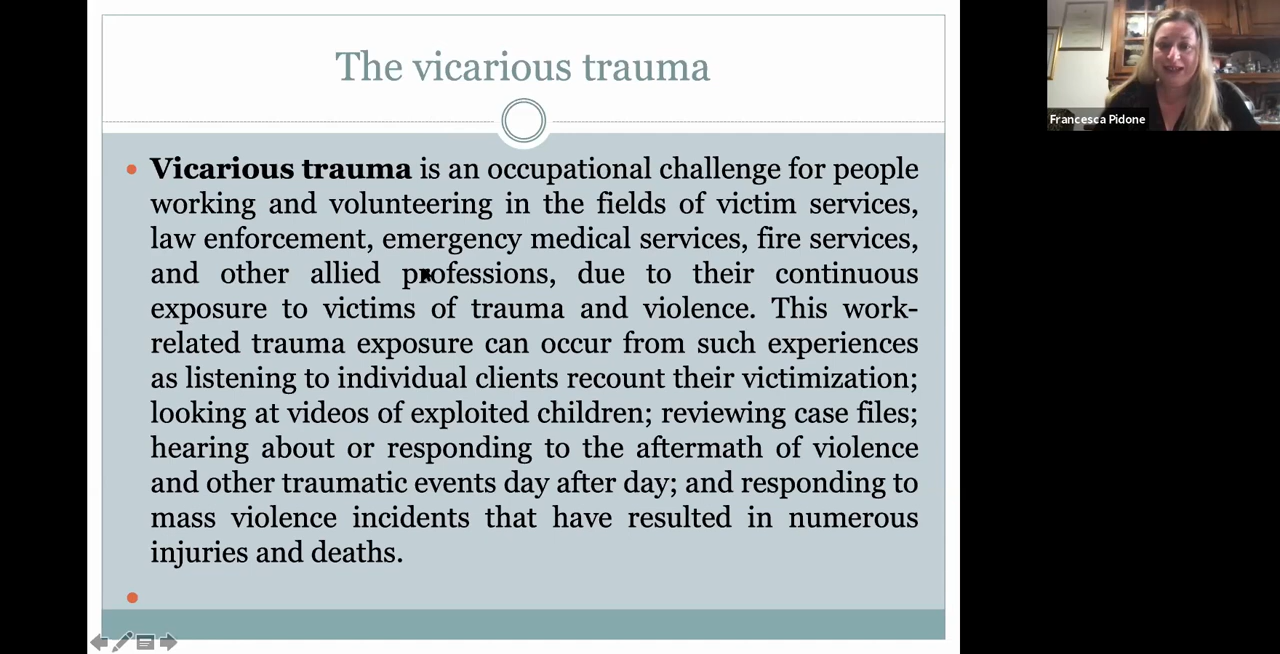 The vicarious trauma
Vicarious trauma is an occupational challenge for people
working and volunteering in the fields of victim services,
law enforcement, emergency medical services, fire services,
and other allied professions, due to their continuous
exposure to victims of trauma and violence. This work-
related trauma exposure can occur from such experiences
as listening to individual clients recount their victimization;
looking at videos of exploited children; reviewing case files;
hearing about or responding to the aftermath of violence
and other traumatic events day after day; and responding to
mass violence incidents that have resulted in numerous
injuries and deaths.
Francesca Pidone